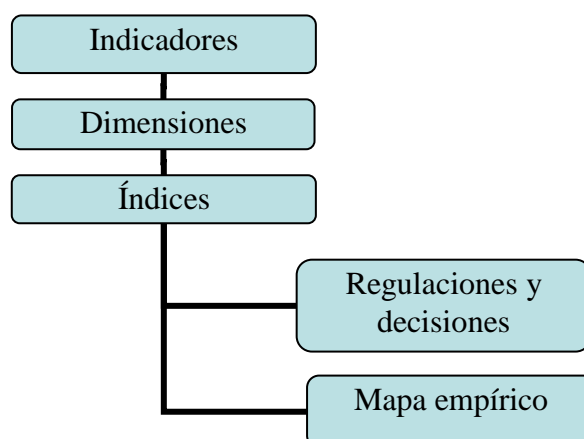 Indicadores
Dimensiones
Índices
Regulaciones y
decisiones
Mapa empírico